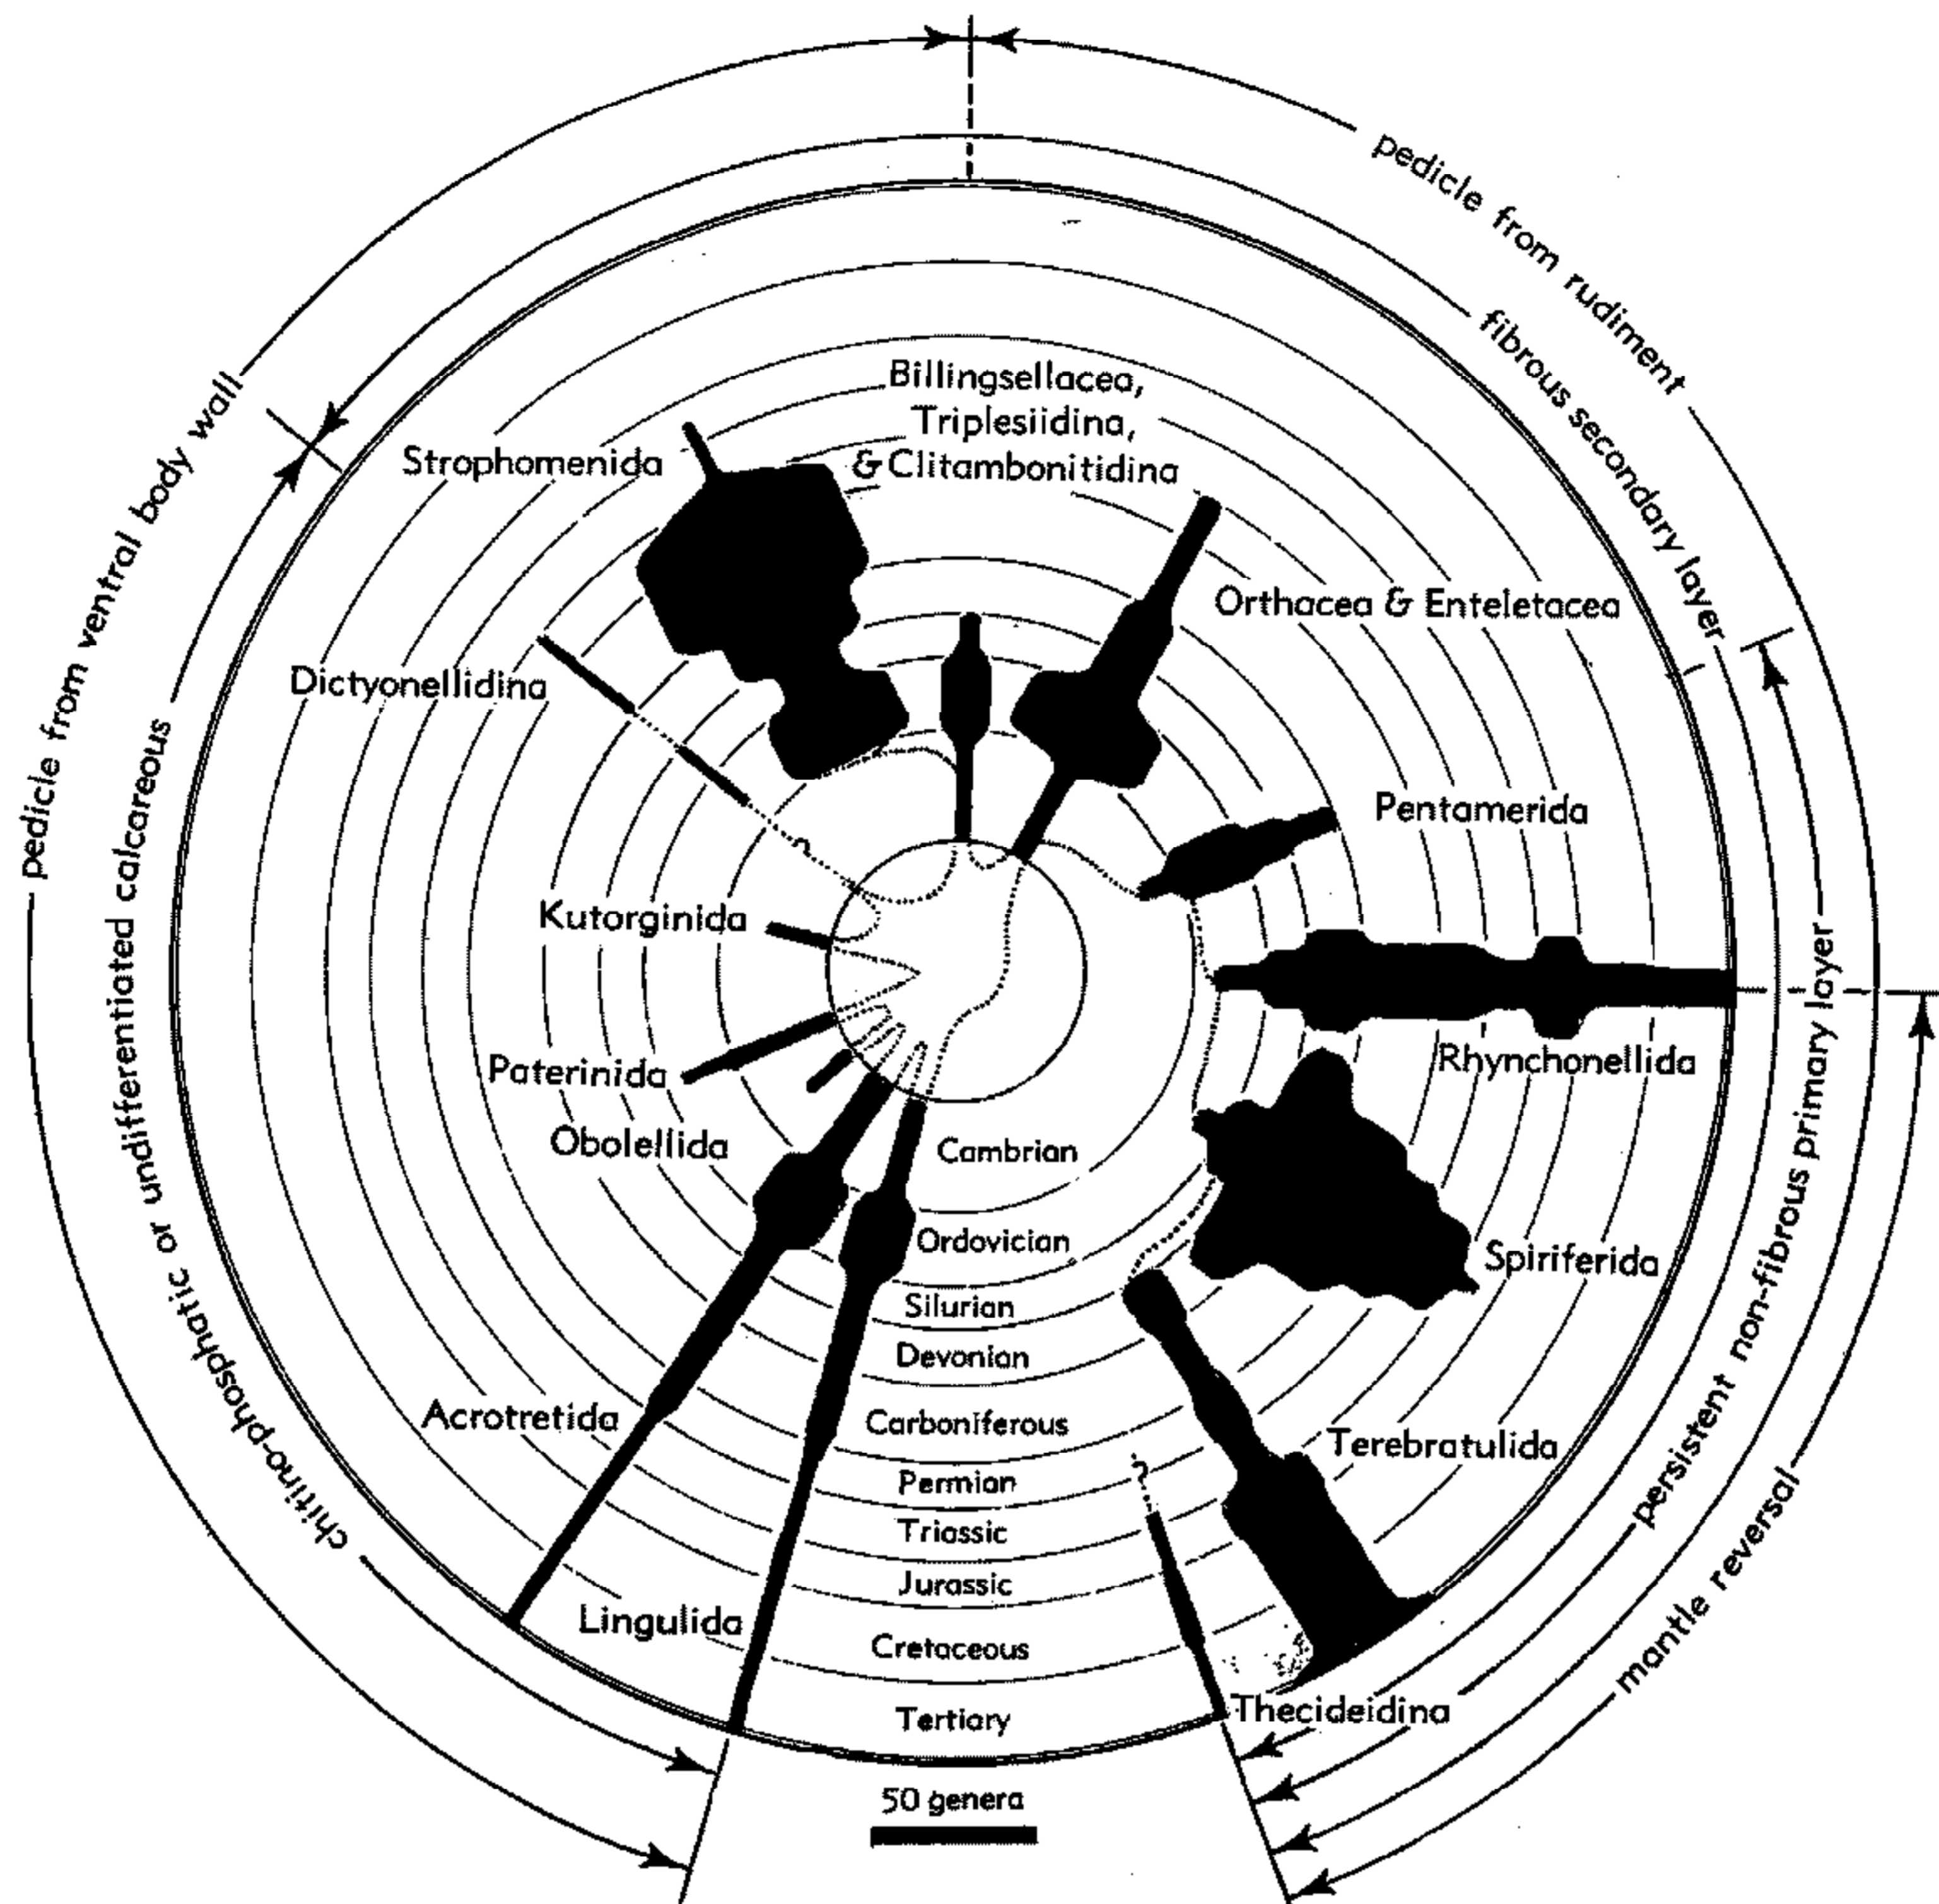 pedicle from ventral body wall
pedicle from rudiment
fibrous secondary layer
chitino-phosphatic or undifferentiated calcareous
persistent non-fibrous primary layer
mantle reversal
Billingsellacea,
Triplesiidina,
& Clitambonitidina
Strophomenida
Orthacea & Enteletacea
Dictyonellidina
Pentamerida
Kutorginida
Rhynchonellida
Paterinida
Obolellida
Spiriferida
Acrotretida
Terebratulida
Lingulida
Thecideidina
?
?
Cambrian
Ordovician
Silurian
Devonian
Carboniferous
Permian
Triassic
Jurassic
Cretaceous
Tertiary
50 genera